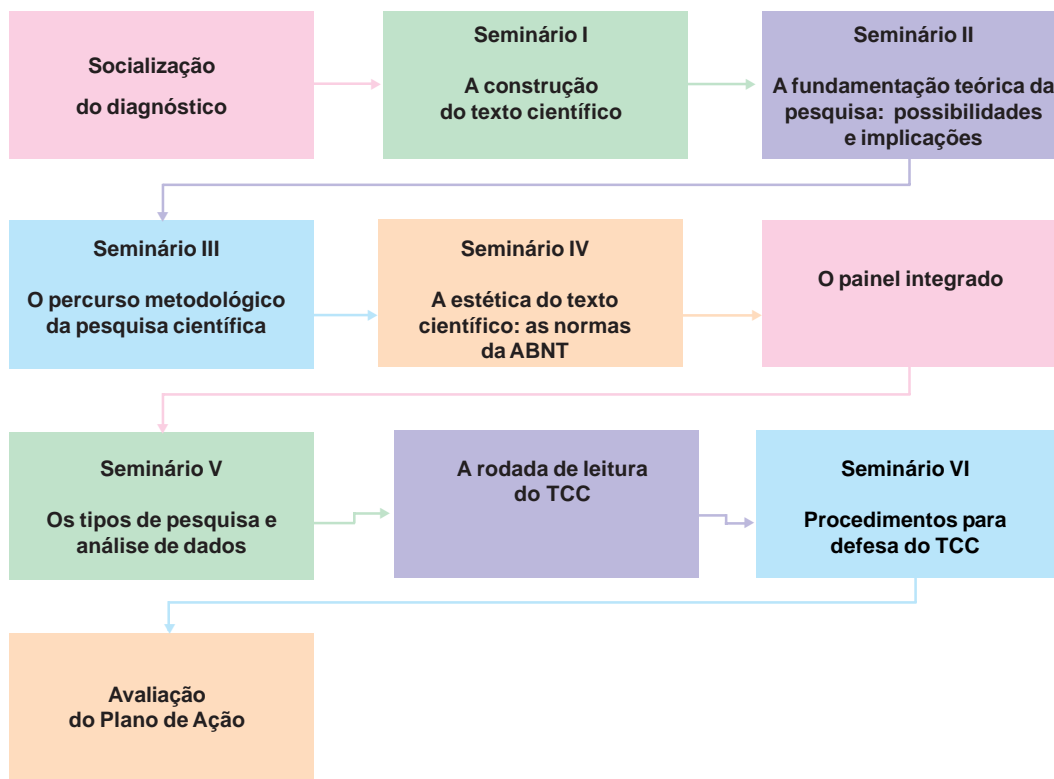 Socialização
do diagnóstico
Seminário I
A construção
do texto científico
Seminário II
A fundamentação teórica da
pesquisa: possibilidades
e implicações
Seminário III
O percurso metodológico
da pesquisa científica
Seminário IV
A estética do texto
científico: as normas
da ABNT
O painel integrado
Seminário V
Os tipos de pesquisa e
análise de dados
A rodada de leitura
do TCC
Seminário VI
Procedimentos para
defesa do TCC
Avaliação
do Plano de Ação